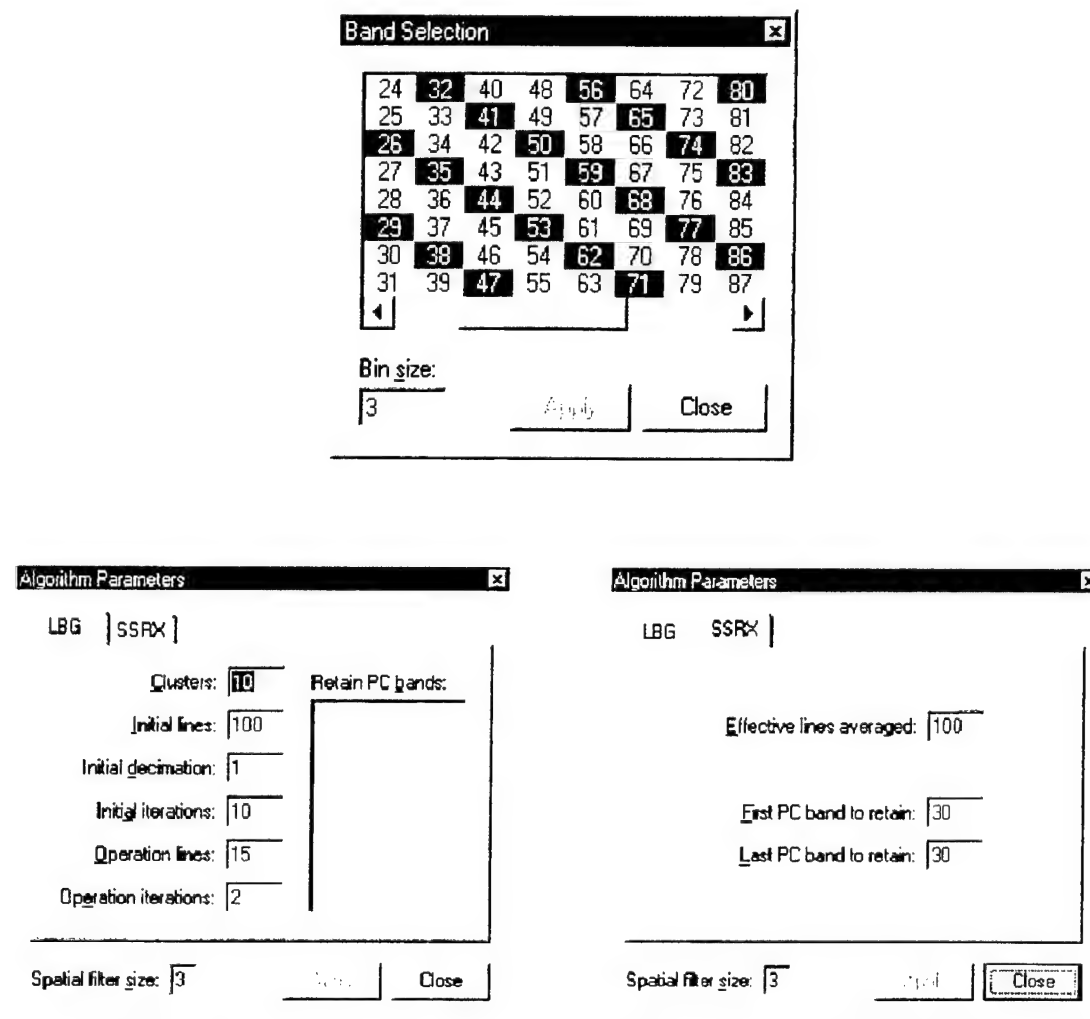 Band Selection
24 32 40 48 56 64 72 80
25 33 41 49 57 65 73 81
26 34 42 50 58 66 74 82
27 35 43 51 59 67 75 83
28 36 44 52 60 68 76 84
29 37 45 53 61 69 77 85
30 38 46 54 62 70 78 86
31 39 47 55 63 71 79 87
Bin size:
3 Apply Close
Algorithm Parameters
LBG SSRX
Clusters: 10 Retain PC bands:
Initial lines: 100
Initial decimation: 1
Initial iterations: 10
Operation lines: 15
Operation iterations: 2
Spatial filter size: 3 Close
Algorithm Parameters
LBG SSRX
Effective lines averaged: 100
First PC band to retain: 30
Last PC band to retain: 30
Spatial filter size: 3 Close